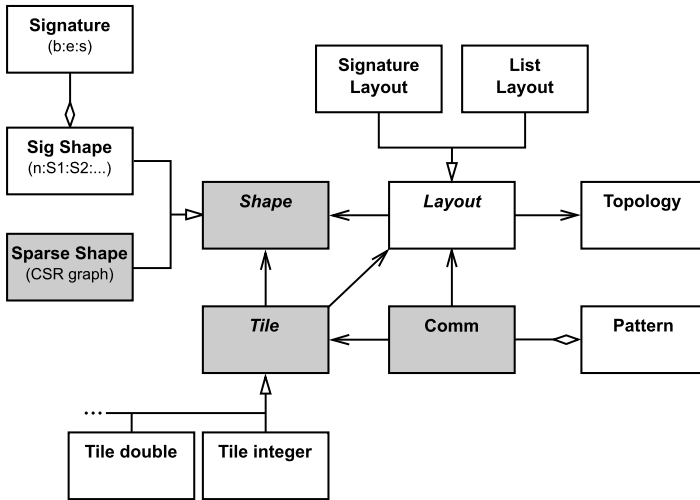 Signature
(b:e:s)
Signature
Layout
List
Layout
Sig Shape
(n:S1:S2:...)
Shape
Layout
Topology
Sparse Shape
(CSR graph)
Tile
Comm
Pattern
...
Tile double
Tile integer